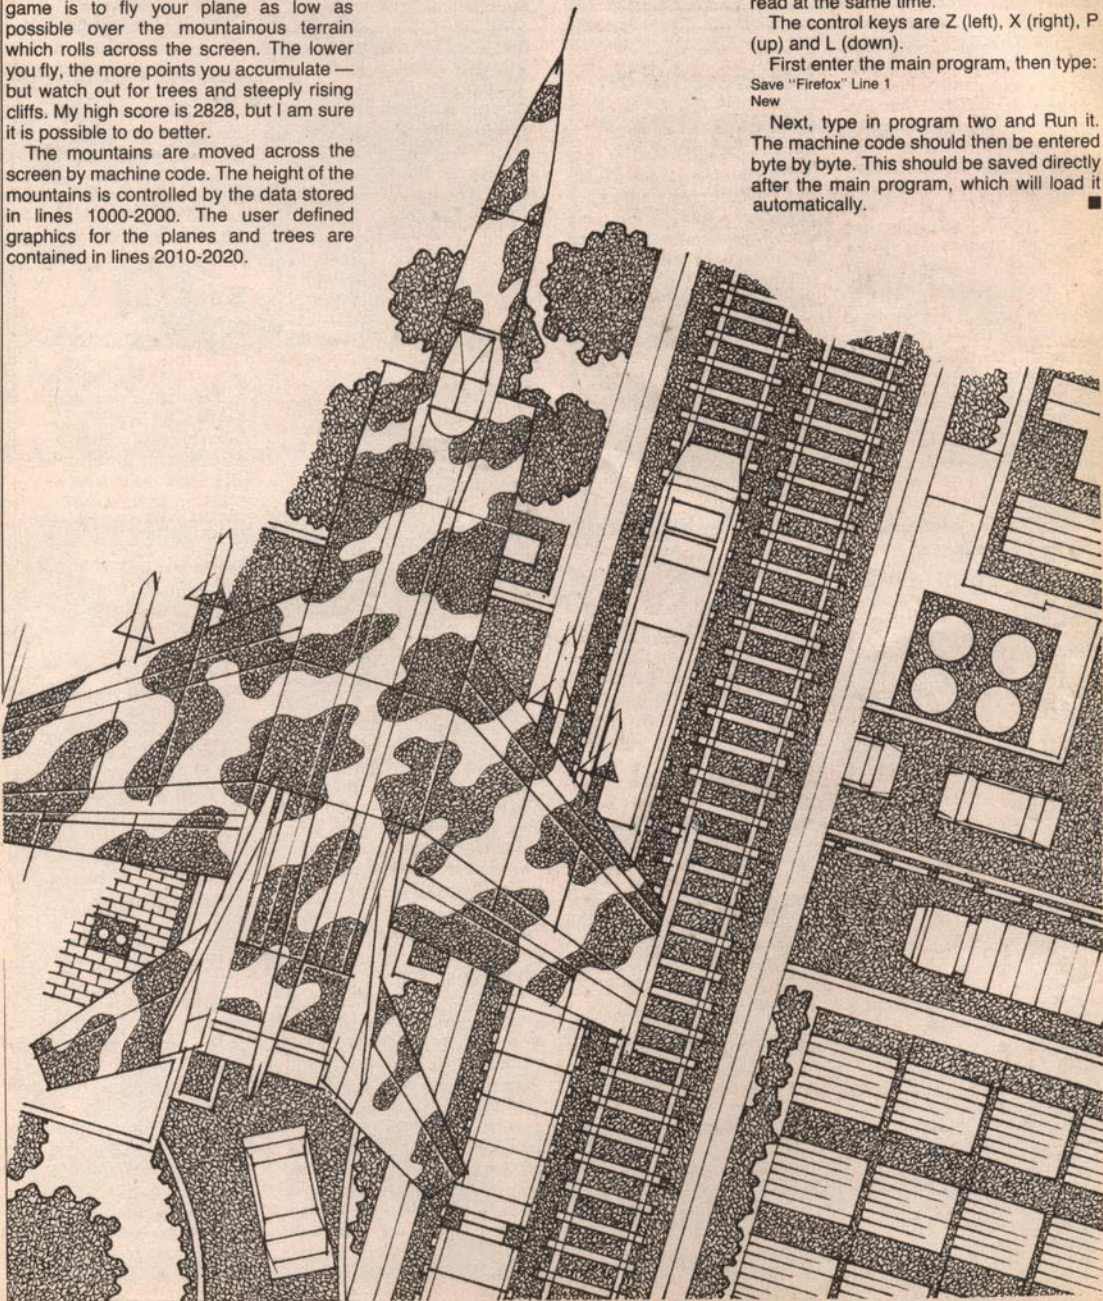 game is to fly your plane as low as
possible over the mountainous terrain
which rolls across the screen. The lower
you fly, the more points you accumulate —
but watch out for trees and steeply rising
cliffs. My high score is 2828, but I am sure
it is possible to do better.
The mountains are moved across the
screen by machine code. The height of the
mountains is controlled by the data stored
in lines 1000-2000. The user defined
graphics for the planes and trees are
contained in lines 2010-2020.
read at the same time.
The control keys are Z (left), X (right), P
(up) and L (down).
First enter the main program, then type:
Save "Firefox" Line 1
New
Next, type in program two and Run it.
The machine code should then be entered
byte by byte. This should be saved directly
after the main program, which will load it
automatically.